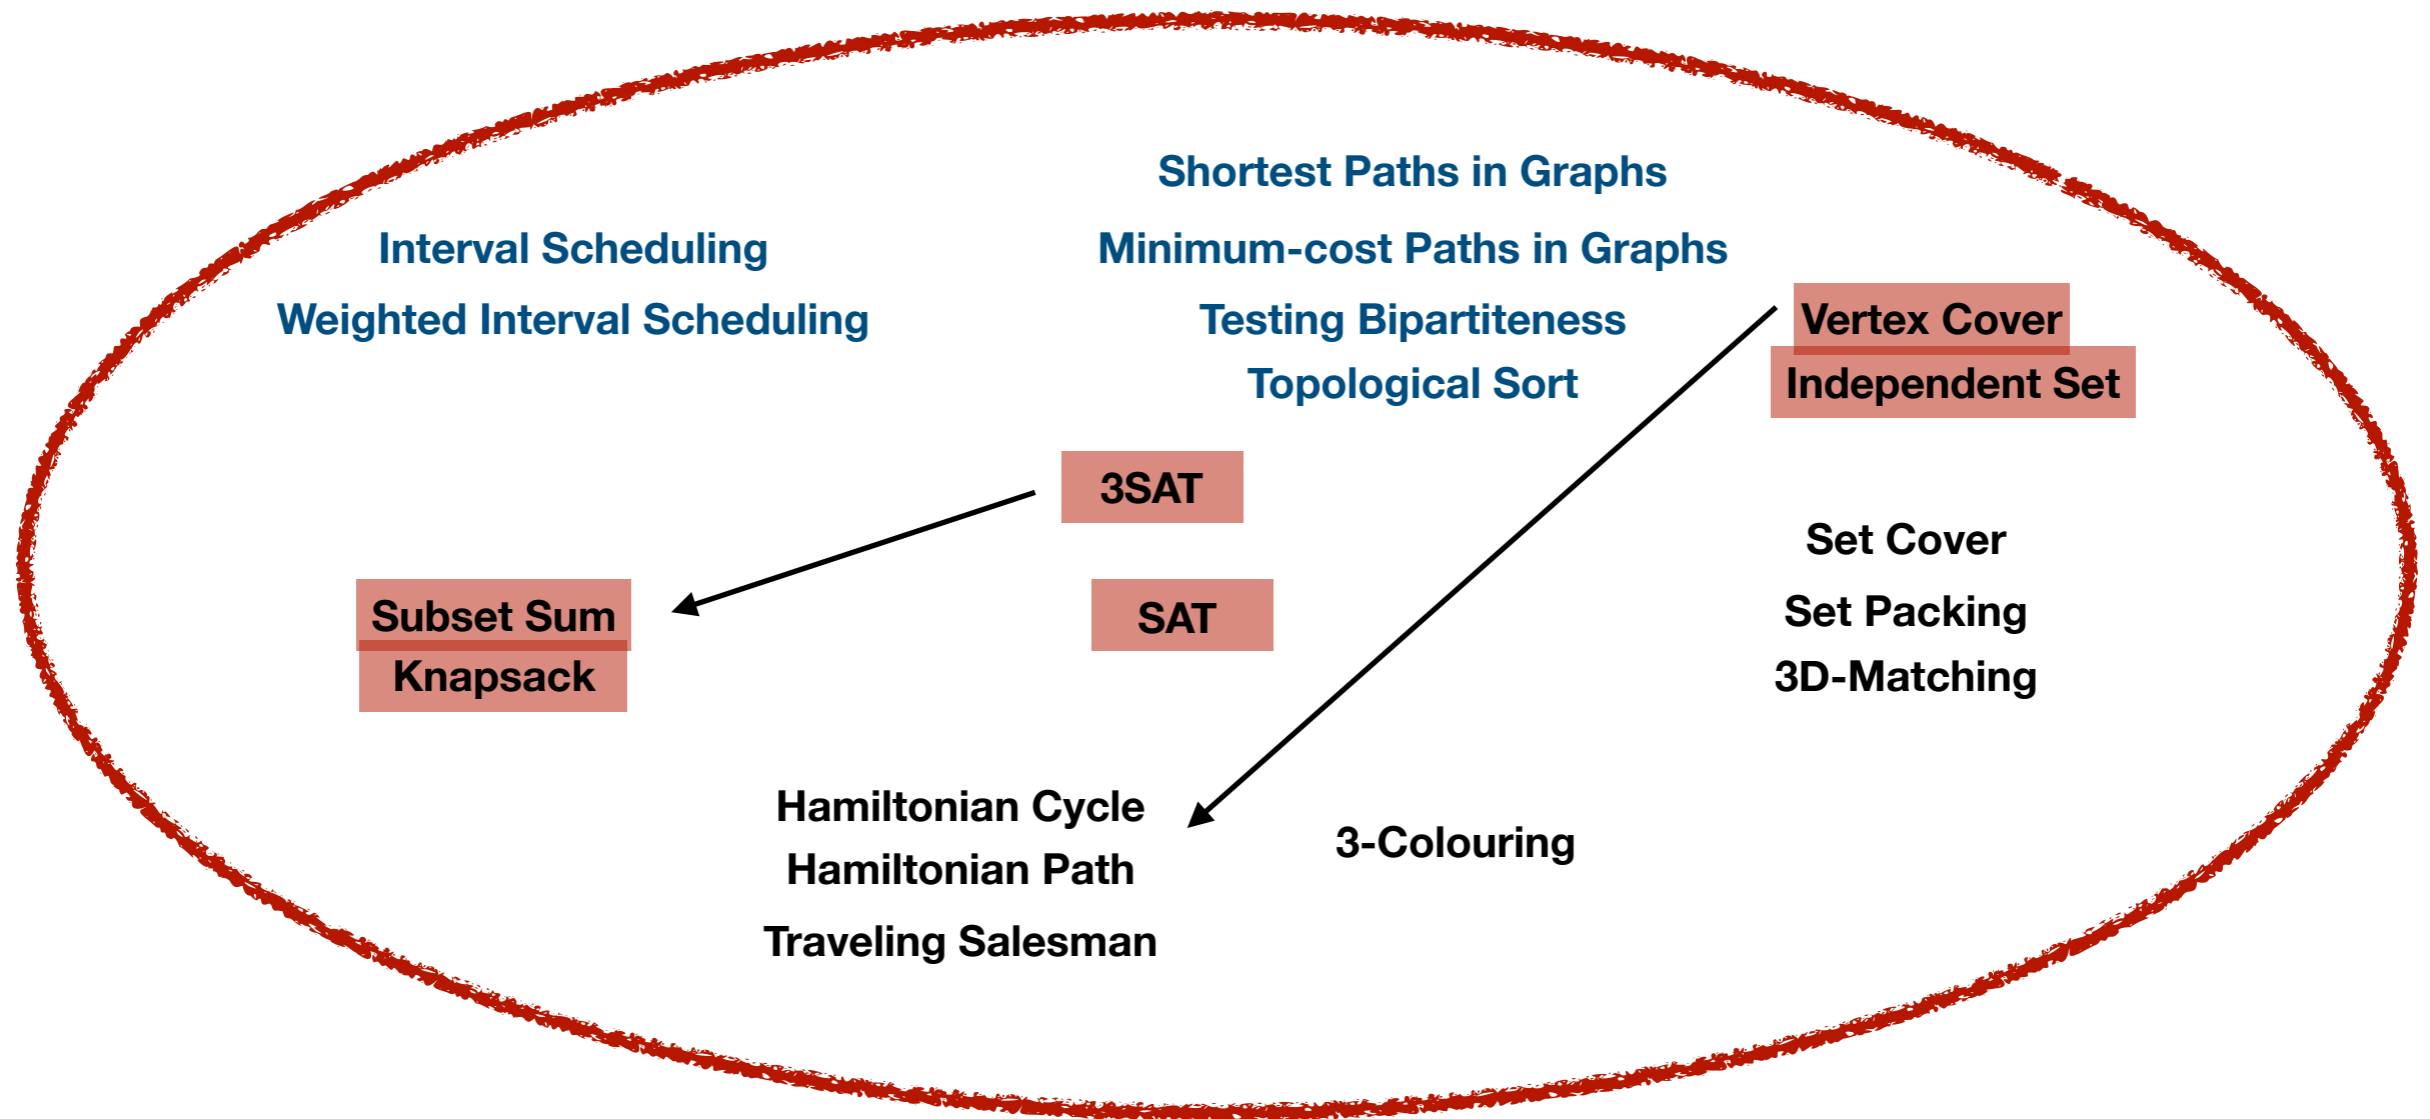 Shortest Paths in Graphs
Interval Scheduling
Minimum-cost Paths in Graphs
Weighted Interval Scheduling
Testing Bipartiteness
Vertex Cover
Topological Sort
Independent Set
3SAT
Set Cover
Subset Sum
SAT
Set Packing
Knapsack
3D-Matching
Hamiltonian Cycle
3-Colouring
Hamiltonian Path
Traveling Salesman